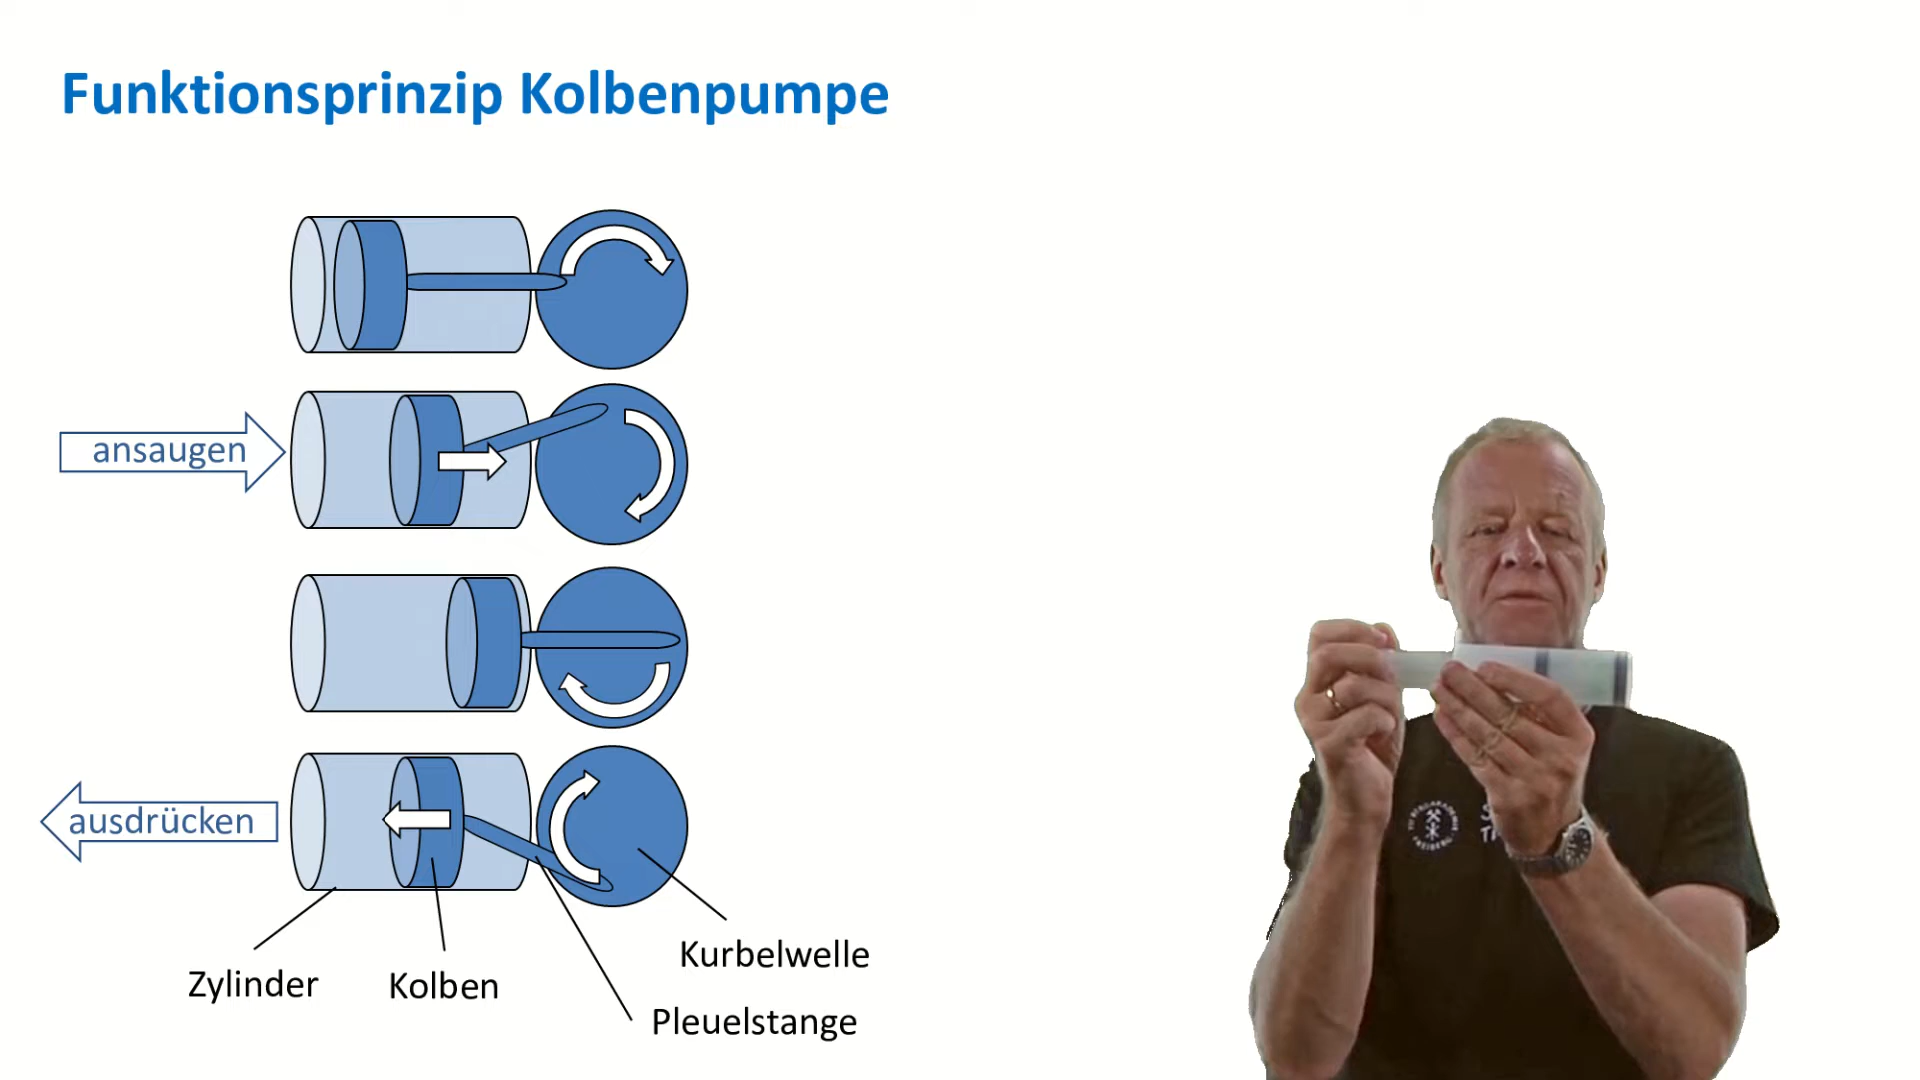 Funktionsprinzip Kolbenpumpe
ansaugen
ausdrücken
Zylinder
Kolben
Kurbelwelle
Pleuelstange